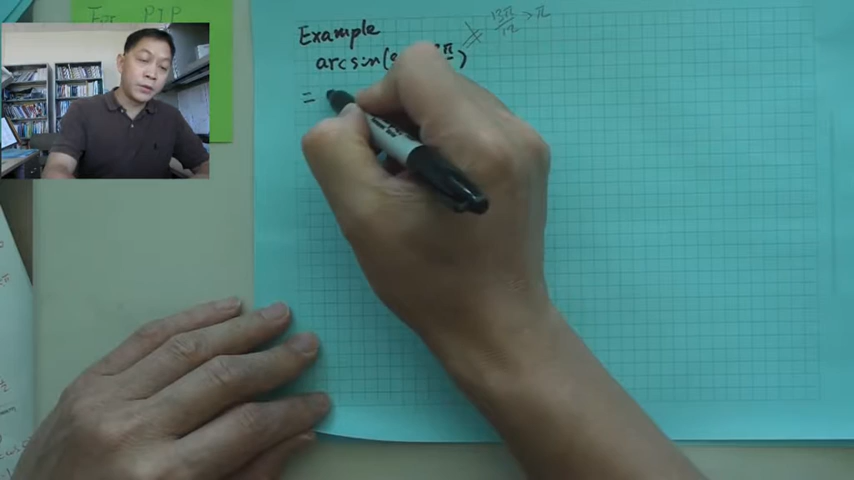 For PIP
Example
13π/12 > π
arcsin(
=